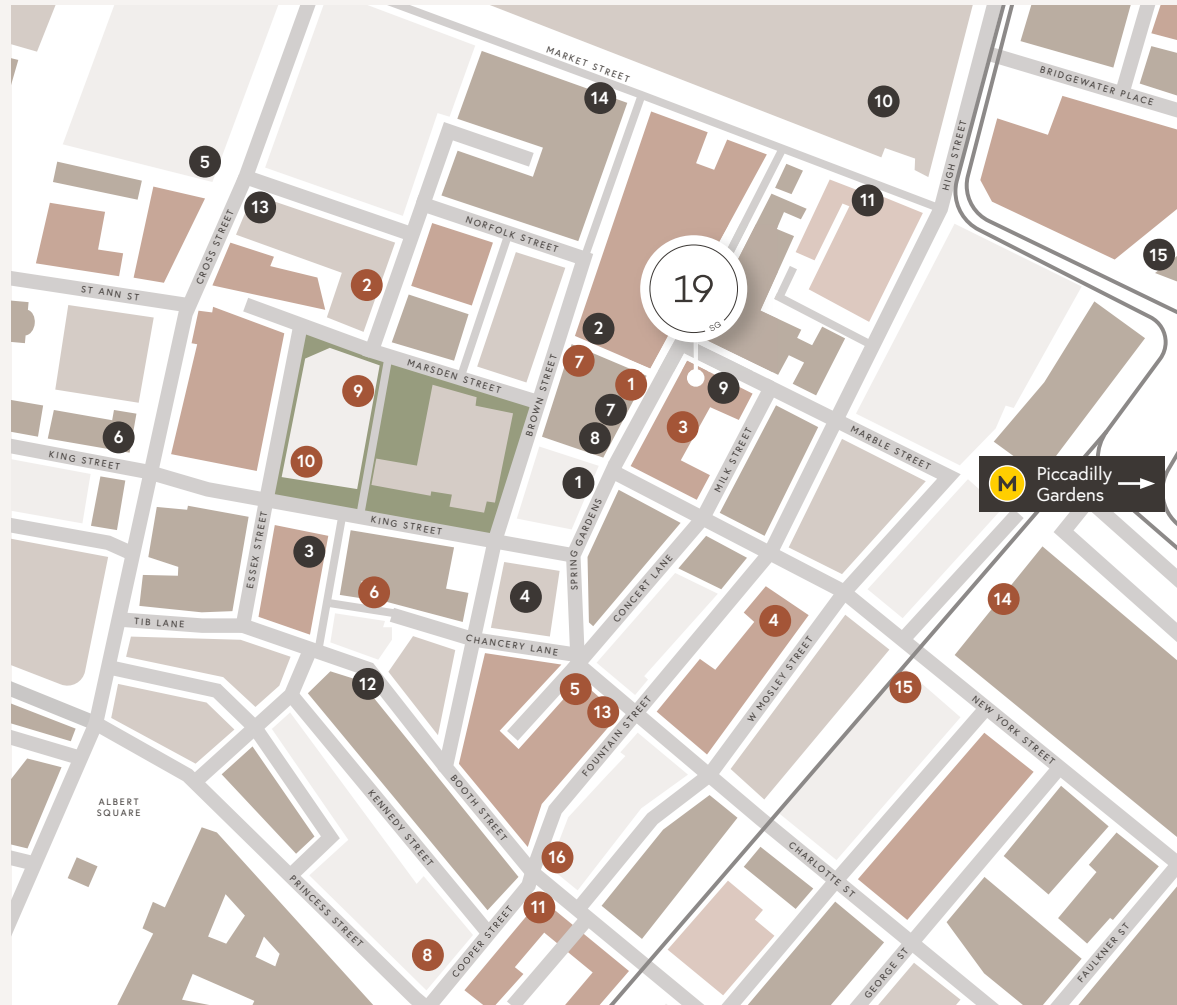 MARKET STREET
BRIDGEWATER PLACE
14
10
HIGH STREET
5
13
11
CROSS STREET
NORFOLK STREET
15
ST ANN ST
2
19
SQ
2
7
1
9
MARSDEN STREET
BROWN STREET
9
7
3
8
6
KING STREET
10
MILK STREET
MARBLE STREET
M
Piccadilly
Gardens
1
KING STREET
SPRING GARDENS
ESSEX STREET
3
6
4
CONCERT LANE
14
TIB LANE
CHANCERY LANE
4
W MOSLEY STREET
12
5
13
15
FOUNTAIN STREET
NEW YORK STREET
ALBERT
SQUARE
BOOTH STREET
KENNEDY STREET
16
CHARLOTTE ST
PRINCESS STREET
11
COOPER STREET
8
GEORGE ST
FAULKNER ST